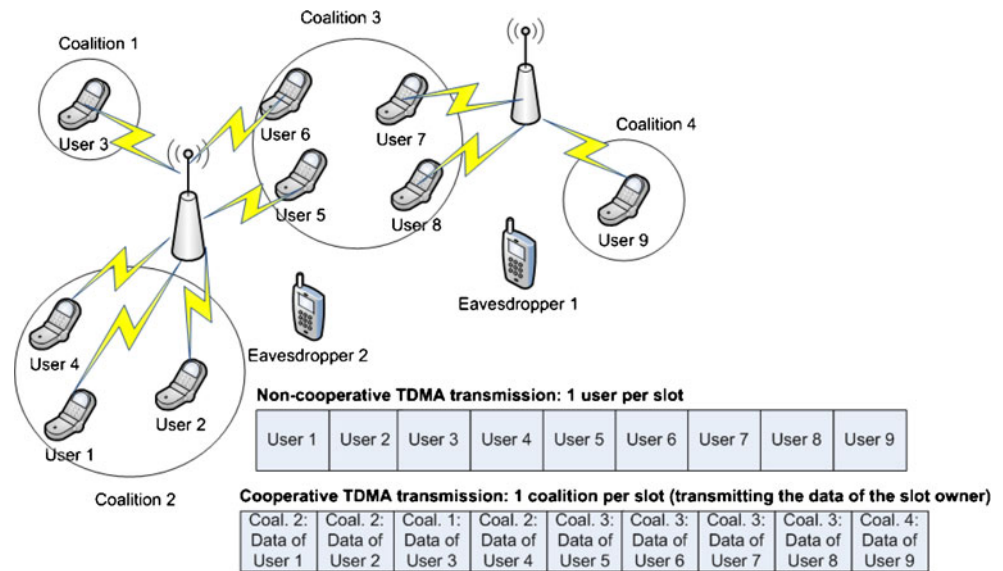 Coalition 1
Coalition 3
User 3
User 6
User 7
Coalition 4
User 5
User 8
User 9
User 4
User 1
User 2
Eavesdropper 1
Eavesdropper 2
Coalition 2
Non-cooperative TDMA transmission: 1 user per slot
User 1 User 2 User 3 User 4 User 5 User 6 User 7 User 8 User 9
Cooperative TDMA transmission: 1 coalition per slot (transmitting the data of the slot owner)
Coal. 2: Coal. 2: Coal. 1: Coal. 2: Coal. 3: Coal. 3: Coal. 3: Coal. 3: Coal. 4:
Data of Data of Data of Data of Data of Data of Data of Data of Data of
User 1 User 2 User 3 User 4 User 5 User 6 User 7 User 8 User 9